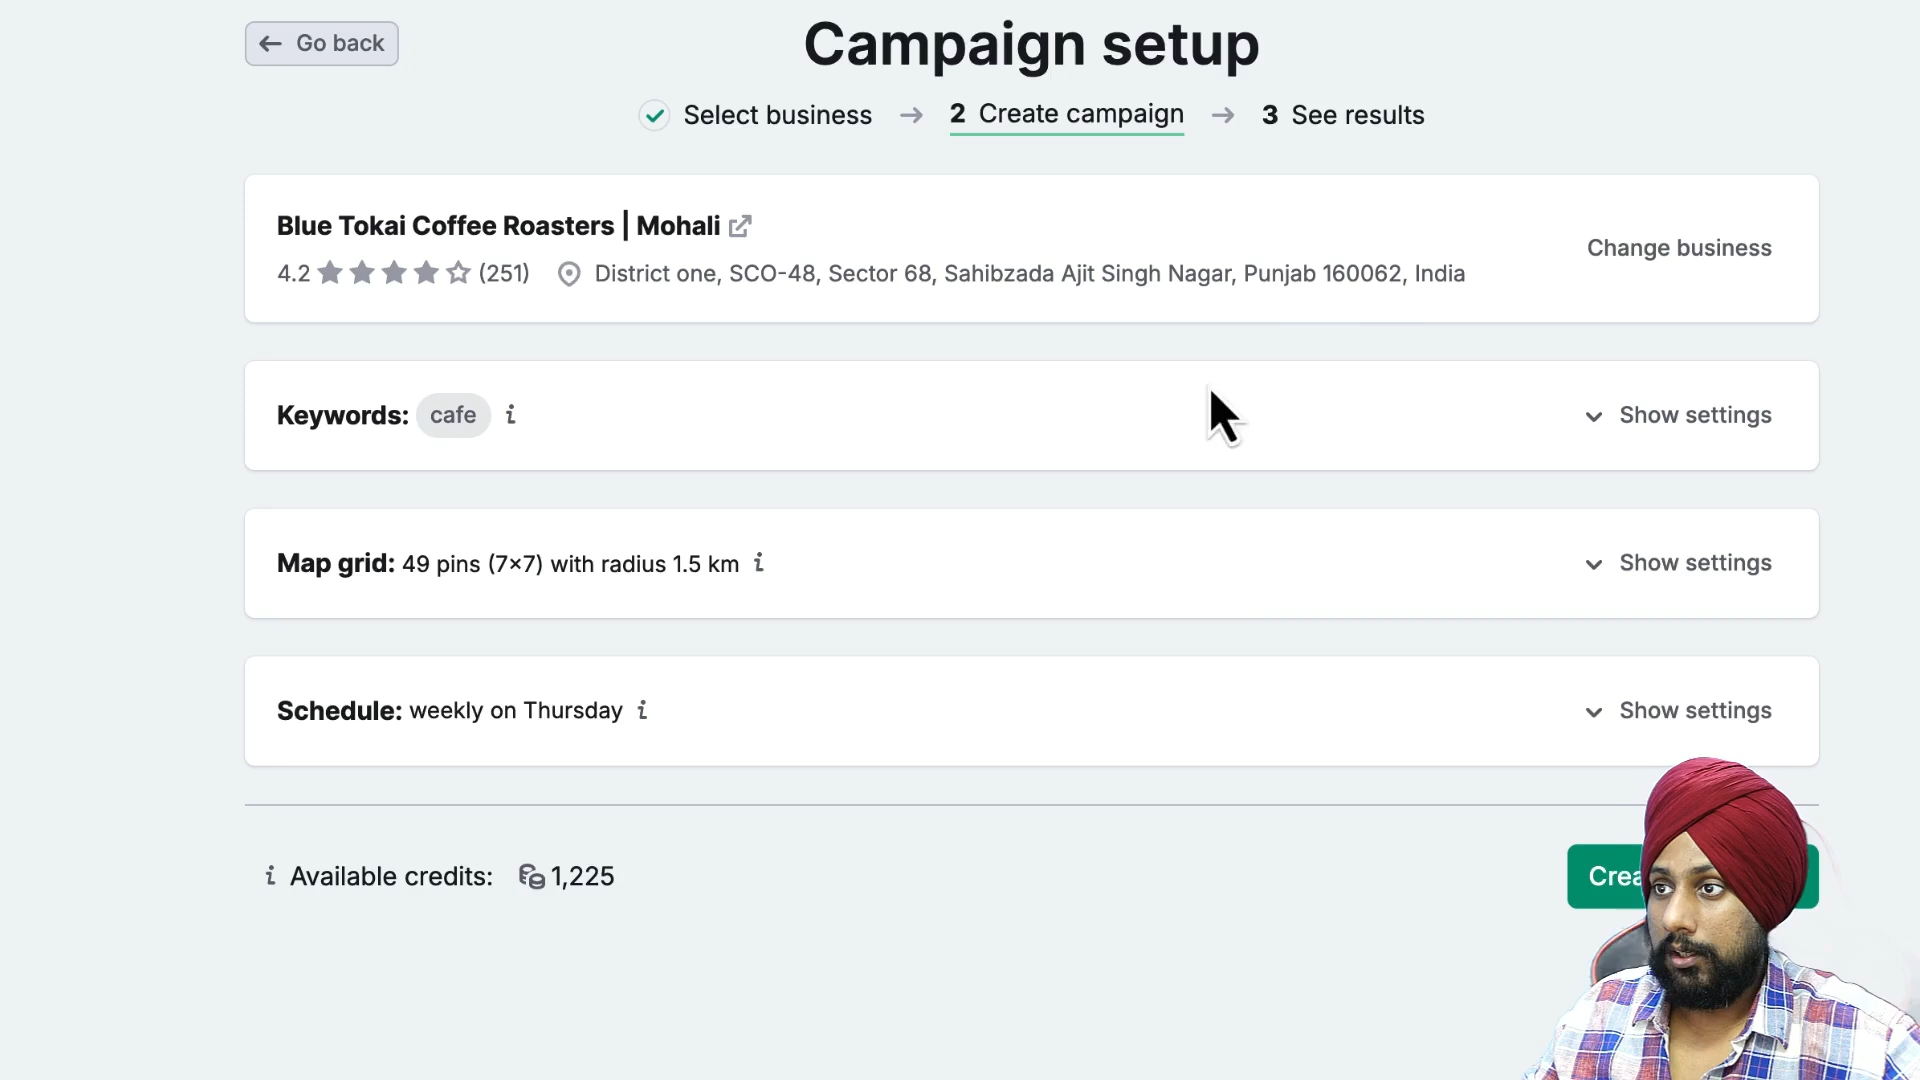 Go back
Campaign setup
Select business
2 Create campaign
3 See results
Blue Tokai Coffee Roasters | Mohali
4.2 (251) District one, SCO-48, Sector 68, Sahibzada Ajit Singh Nagar, Punjab 160062, India
Change business
Keywords: cafe i
Show settings
Map grid: 49 pins (7×7) with radius 1.5 km i
Show settings
Schedule: weekly on Thursday i
Show settings
i Available credits: 1,225